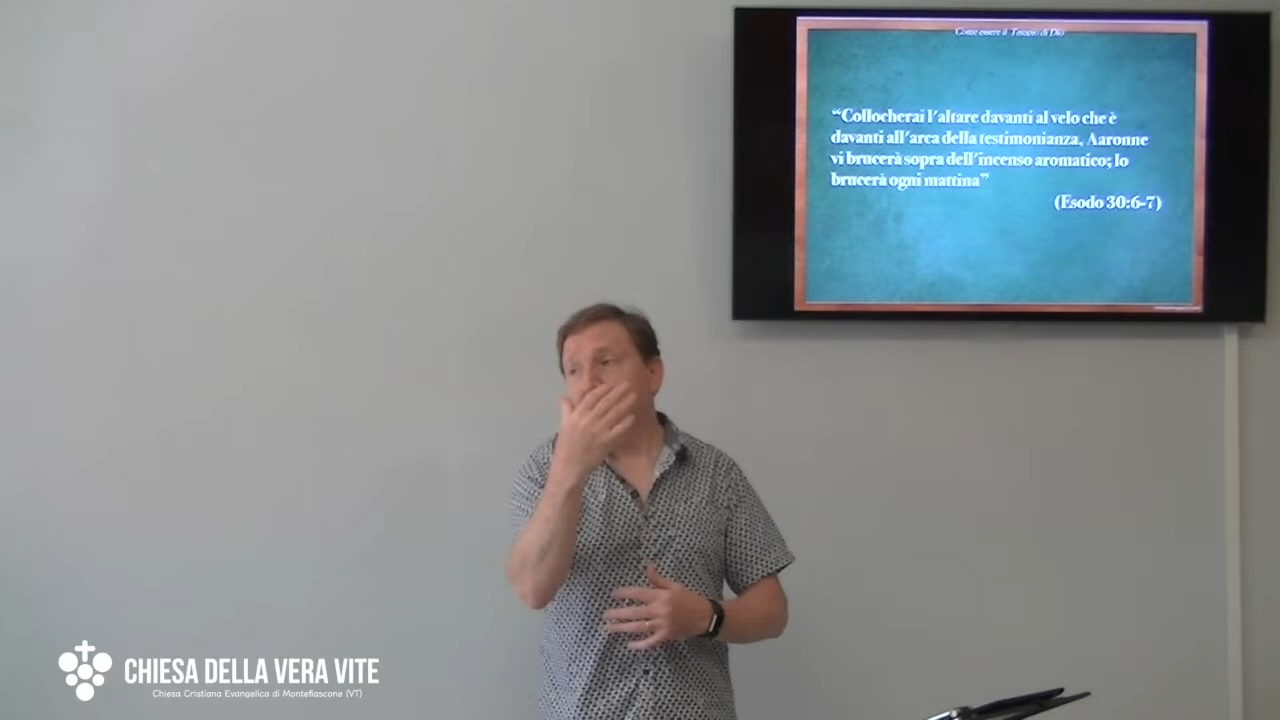 Come essere il Tempio di Dio
“Collocherai l'altare davanti al velo che è
davanti all'arca della testimonianza, Aaronne
vi brucerà sopra dell'incenso aromatico; lo
brucerà ogni mattina”
(Esodo 30:6-7)
CHIESA DELLA VERA VITE
Chiesa Cristiana Evangelica di Montefiascone (VT)